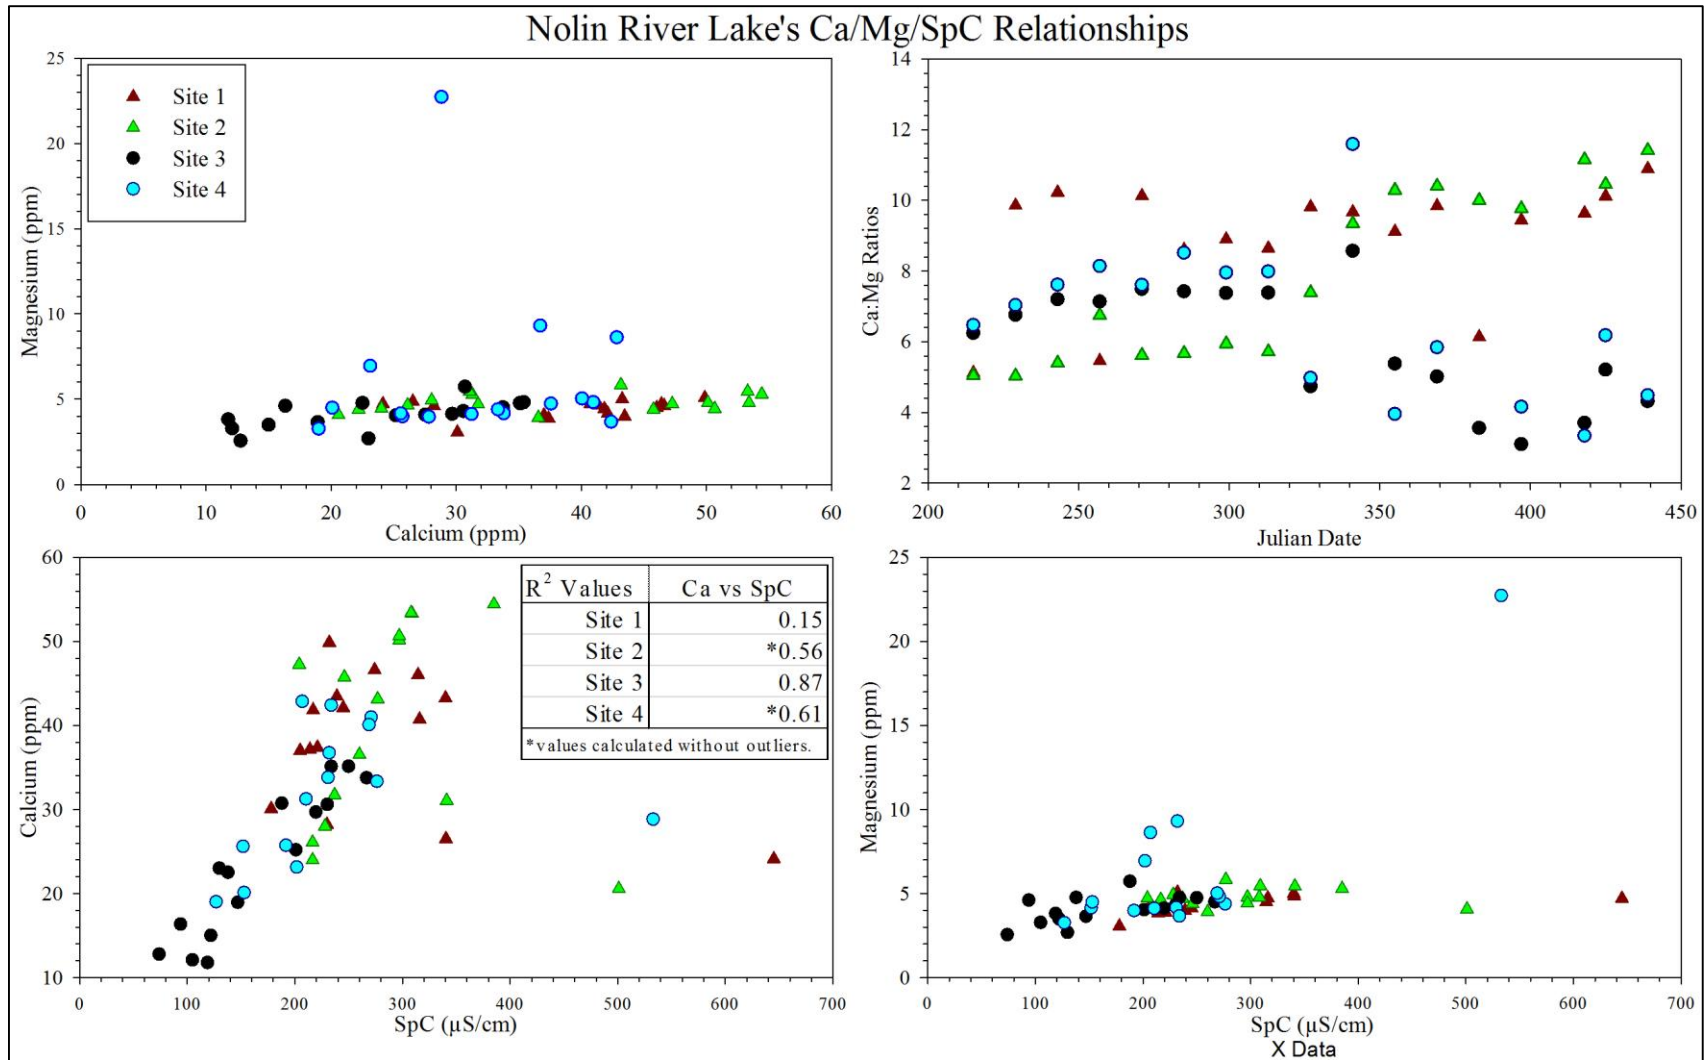 Nolin River Lake's Ca/Mg/SpC Relationships
25
20
15
10
5
0
Magnesium (ppm)
Site 1
Site 2
Site 3
Site 4
0 10 20 30 40 50 60
Calcium (ppm)
14
12
10
8
6
4
2
Ca:Mg Ratios
200 250 300 350 400 450
Julian Date
60
50
40
30
20
10
Calcium (ppm)
R² Values Ca vs SpC
Site 1 0.15
Site 2 *0.56
Site 3 0.87
Site 4 *0.61
*values calculated without outliers.
0 100 200 300 400 500 600 700
SpC (µS/cm)
25
20
15
10
5
0
Magnesium (ppm)
0 100 200 300 400 500 600 700
SpC (µS/cm)
X Data